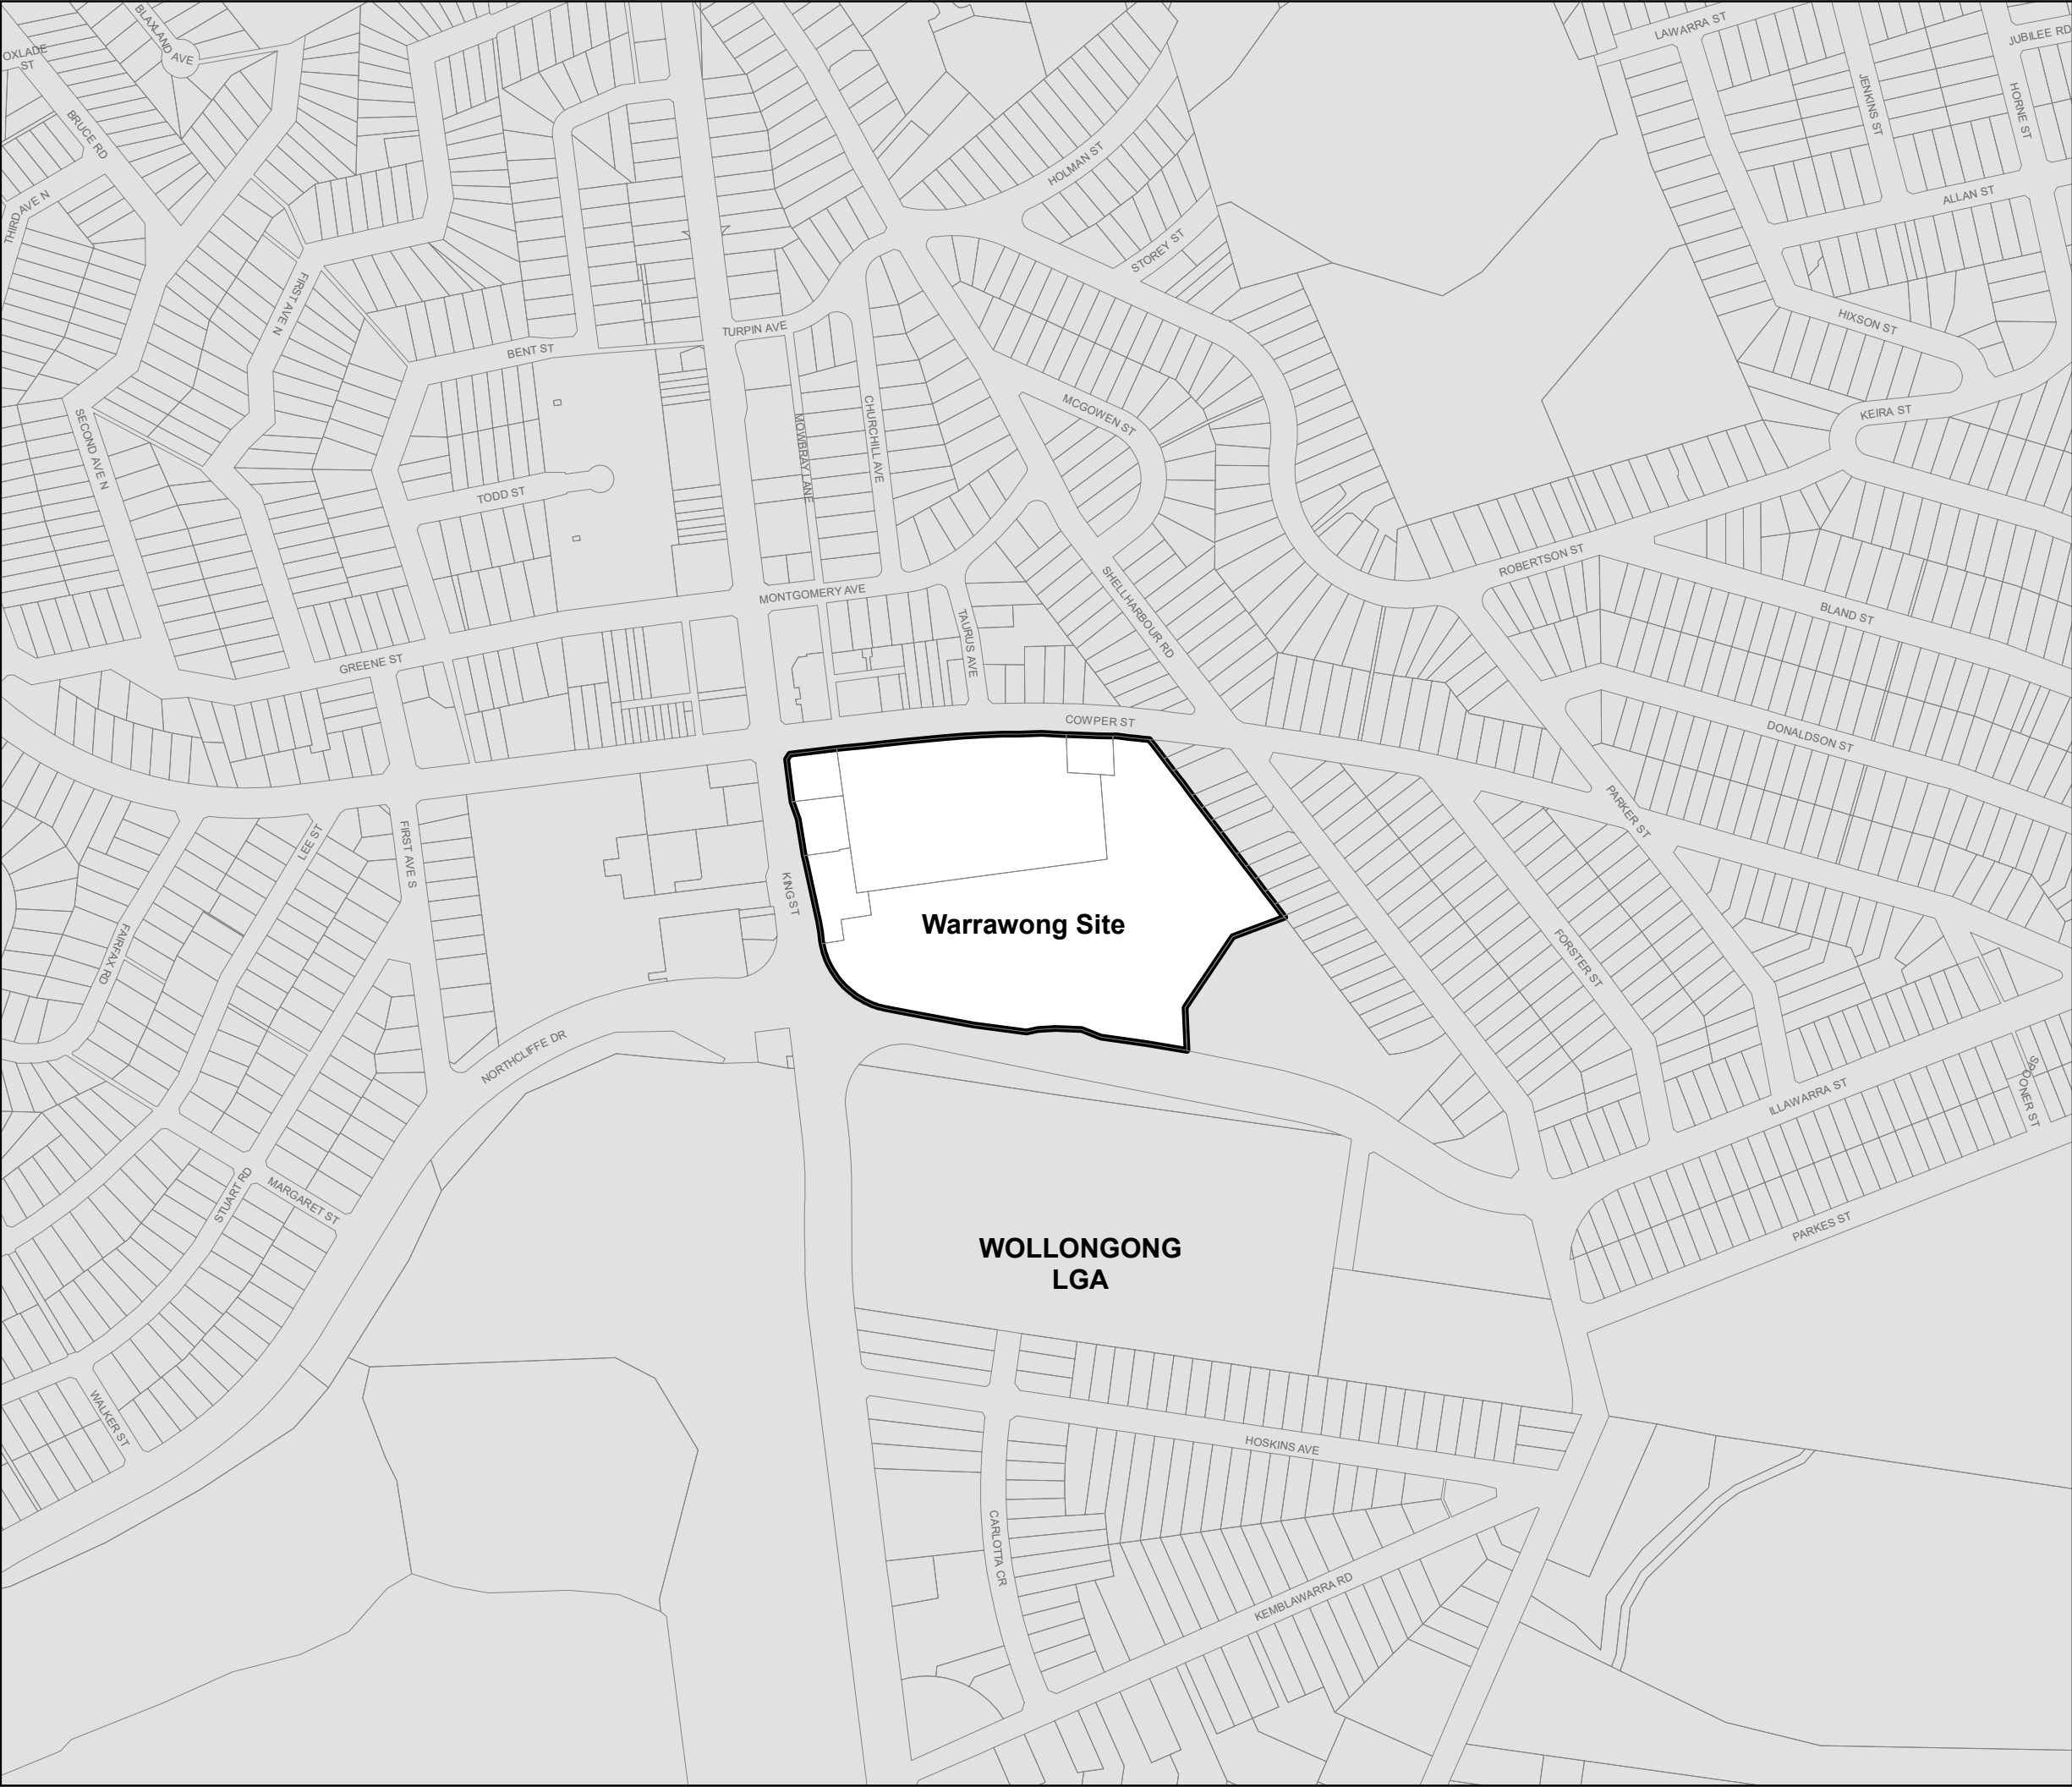 BLAXLAND AVE
AVE
OXLADE
ST
LAWARRA ST
JUBILEE RD
BRUCE RD
JENKINS ST
HORNE ST
HOLMAN ST
THIRD AVE N
ALLAN ST
STOREY ST
FIRST AVE N
TURPIN AVE
HIXSON ST
BENT ST
MCGOWEN ST
KEIRA ST
SECOND AVE N
MOWBRAY LANE
CHURCHILL AVE
TODD ST
ROBERTSON ST
MONTGOMERY AVE
SHELLHARBOUR RD
BLAND ST
TAURUS AVE
GREENE ST
COWPER ST
DONALDSON ST
PARKER ST
LEE ST
FIRST AVE S
KING ST
Warrawong Site
FAIRFAX RD
FORSTER ST
NORTHCLIFFE DR
ILLAWARRA ST
SPOONER ST
STUART RD
MARGARET ST
PARKES ST
WOLLONGONG
LGA
WALKER ST
HOSKINS AVE
CARLOTTA CR
KEMBLAWARRA RD